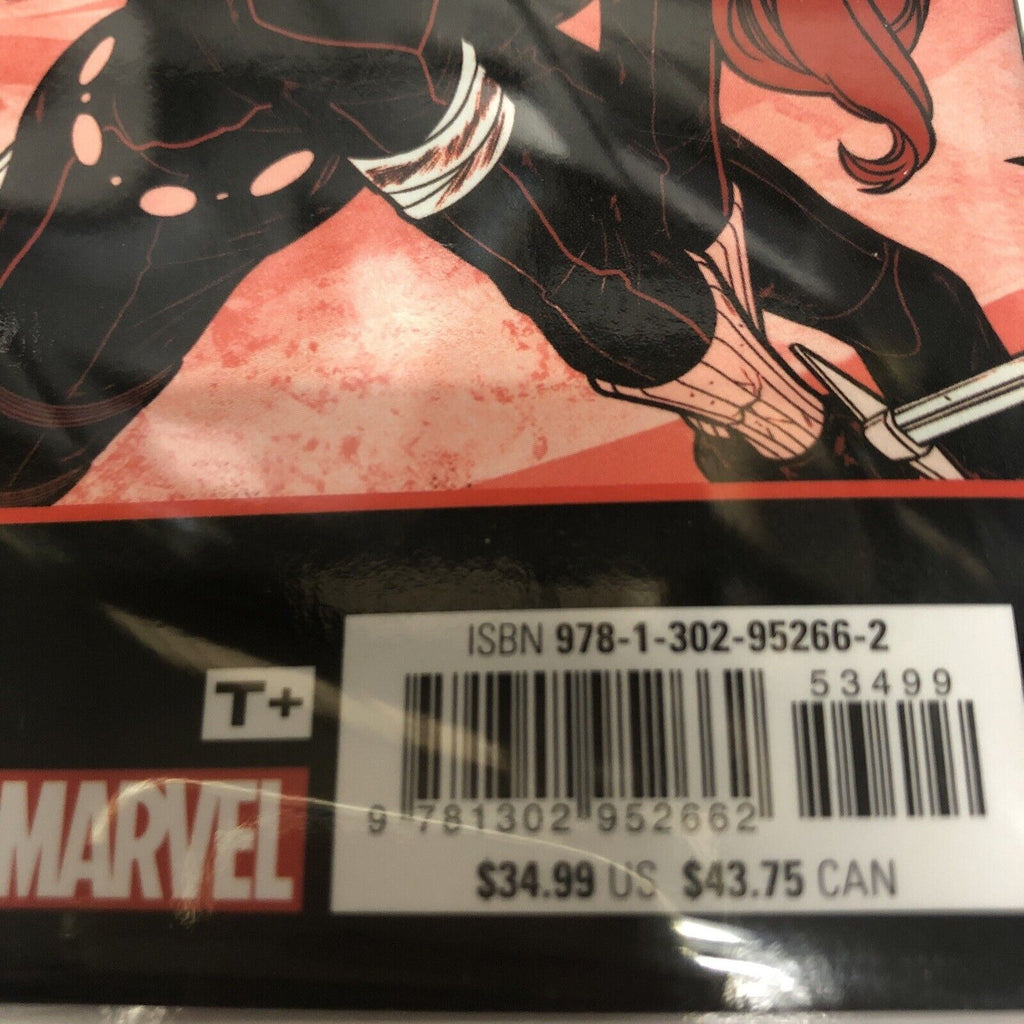 ISBN 978-1-302-95266-2
53499
T+
MARVEL
9 781302 952662
$34.99 US $43.75 CAN